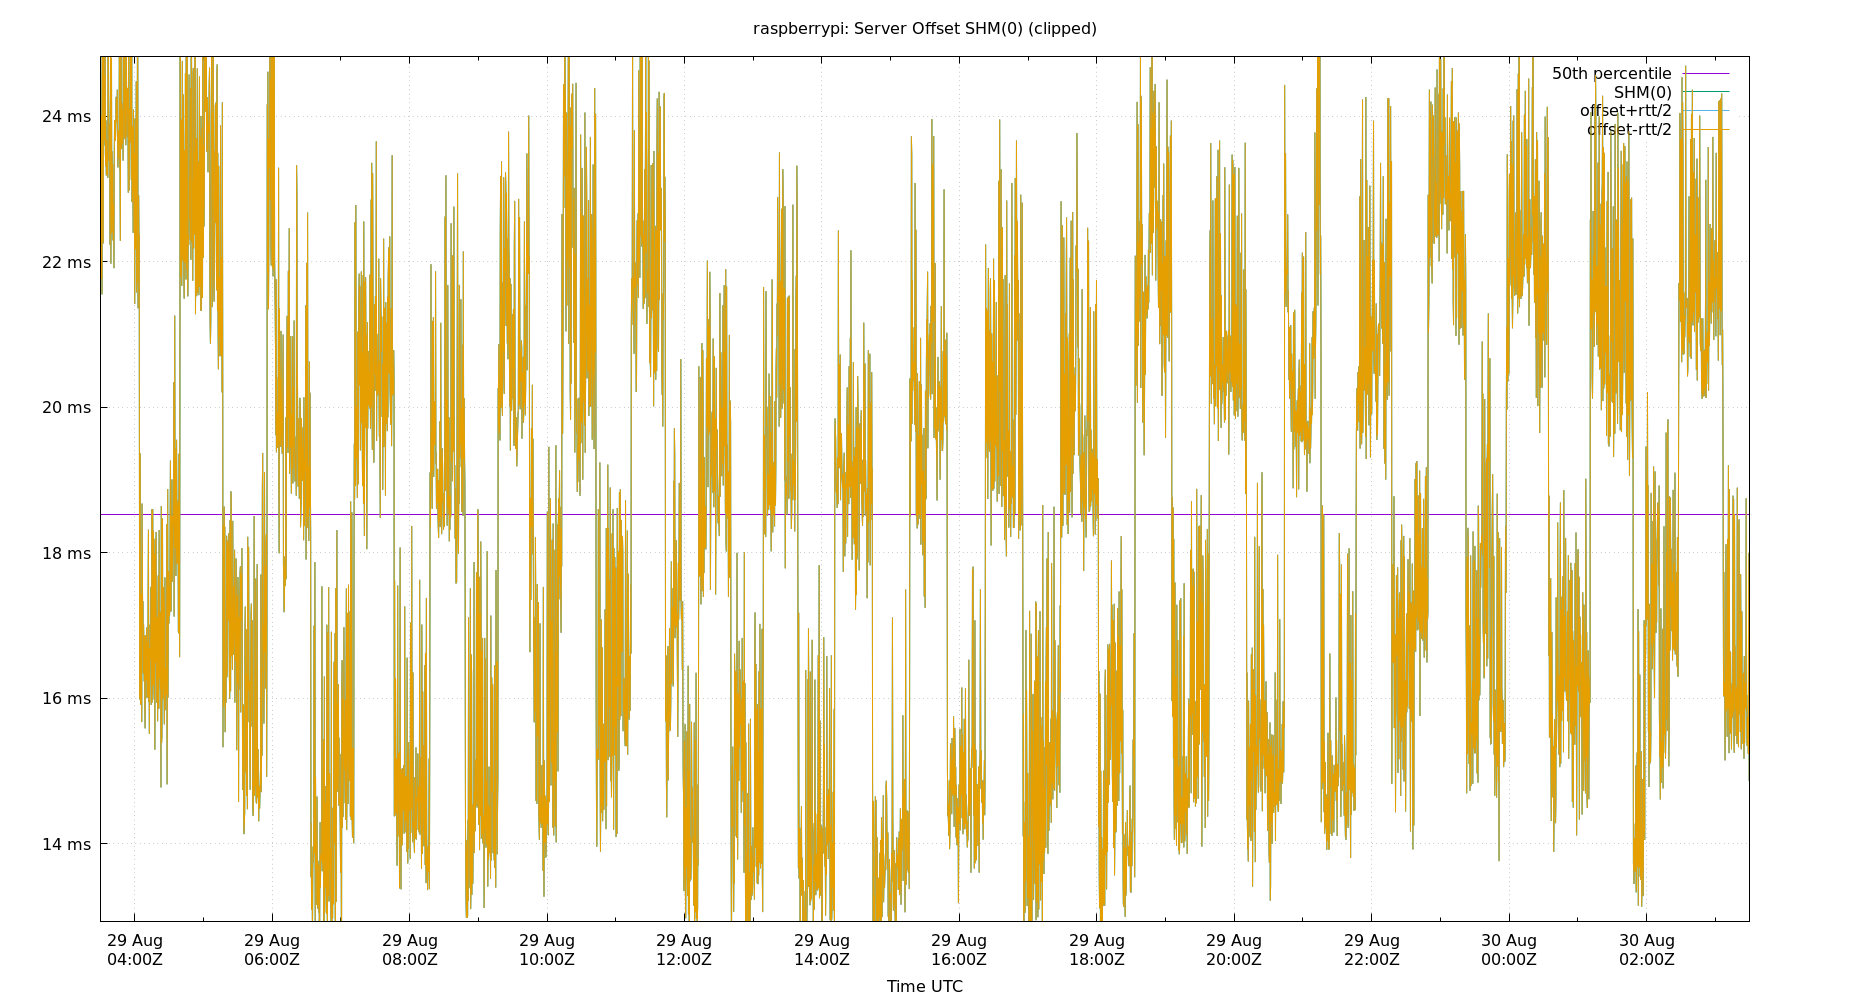 raspberrypi: Server Offset SHM(0) (clipped)
50th percentile
SHM(0)
offset+rtt/2
offset-rtt/2
24 ms
22 ms
20 ms
18 ms
16 ms
14 ms
29 Aug 29 Aug 29 Aug 29 Aug 29 Aug 29 Aug 29 Aug 29 Aug 29 Aug 29 Aug 30 Aug 30 Aug
04:00Z 06:00Z 08:00Z 10:00Z 12:00Z 14:00Z 16:00Z 18:00Z 20:00Z 22:00Z 00:00Z 02:00Z
Time UTC